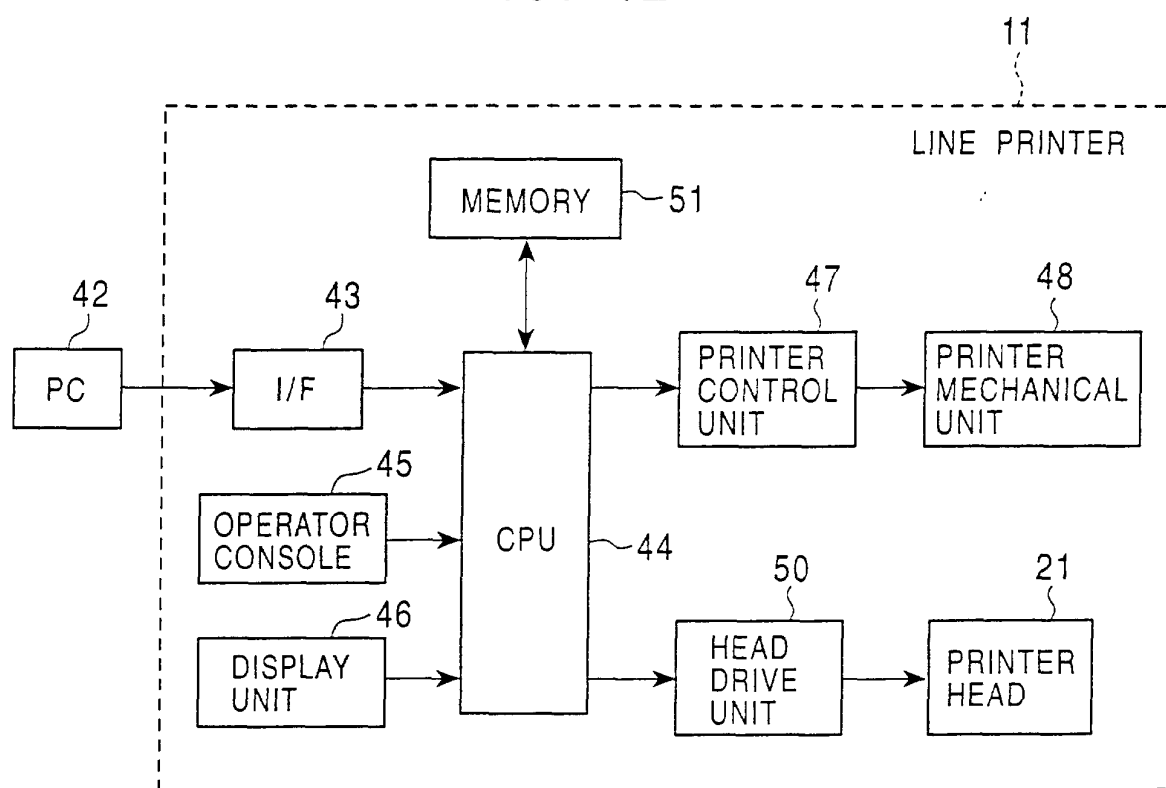 11
LINE PRINTER
MEMORY
51
42
43
47
48
PC
I/F
PRINTER
CONTROL
UNIT
PRINTER
MECHANICAL
UNIT
45
OPERATOR
CONSOLE
CPU
44
46
50
21
DISPLAY
UNIT
HEAD
DRIVE
UNIT
PRINTER
HEAD